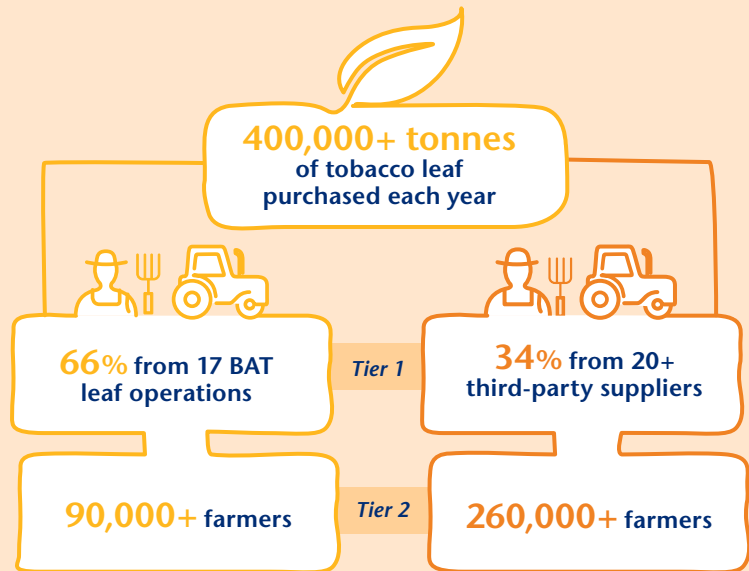 400,000+ tonnes
of tobacco leaf
purchased each year
66% from 17 BAT
leaf operations
Tier 1
34% from 20+
third-party suppliers
90,000+ farmers
Tier 2
260,000+ farmers